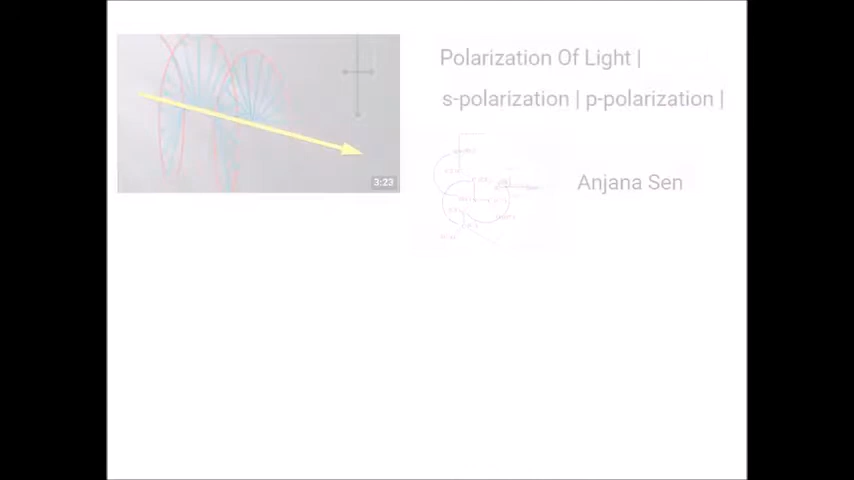 Polarization Of Light |
s-polarization | p-polarization |
Anjana Sen
3:23